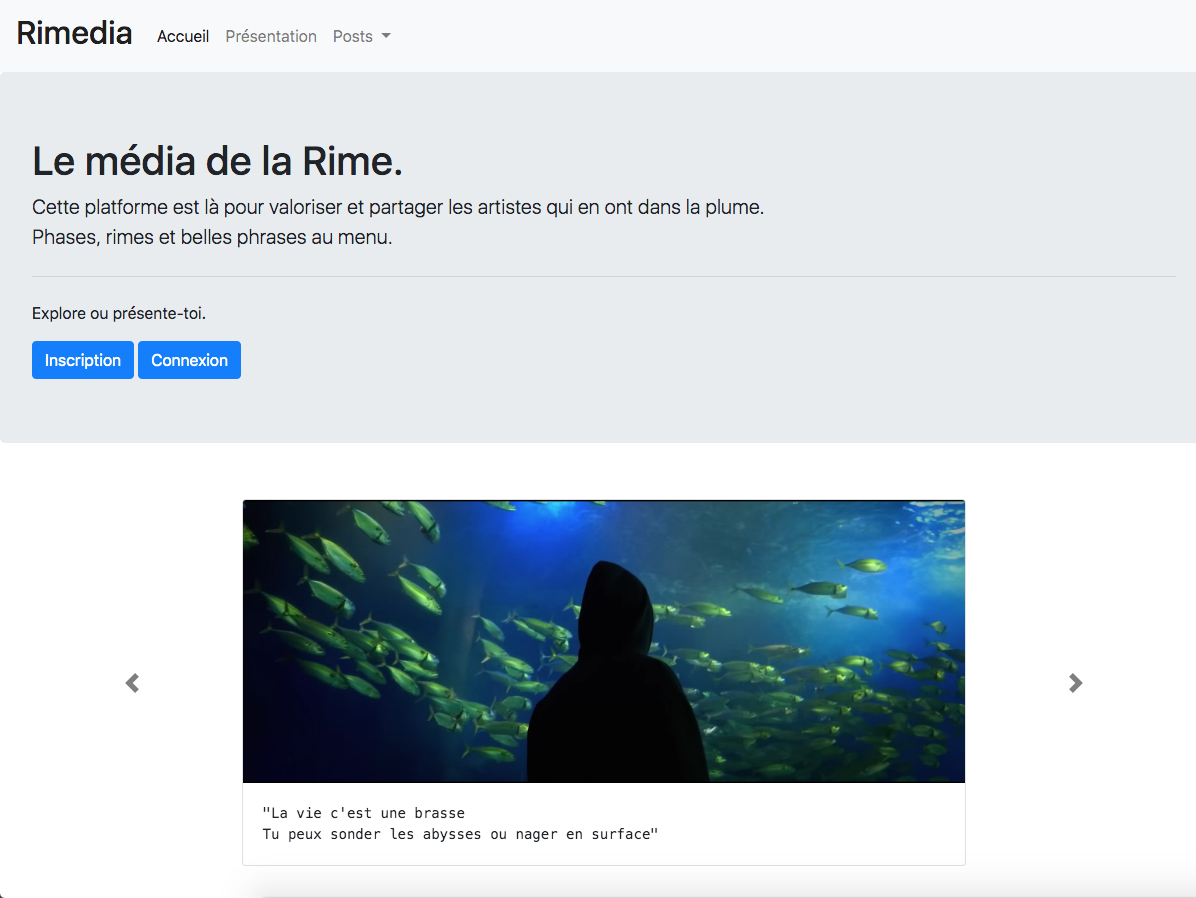 Rimedia
Accueil Présentation Posts
Le média de la Rime.
Cette platforme est là pour valoriser et partager les artistes qui en ont dans la plume.
Phases, rimes et belles phrases au menu.
Explore ou présente-toi.
Inscription Connexion
"La vie c'est une brasse
Tu peux sonder les abysses ou nager en surface"